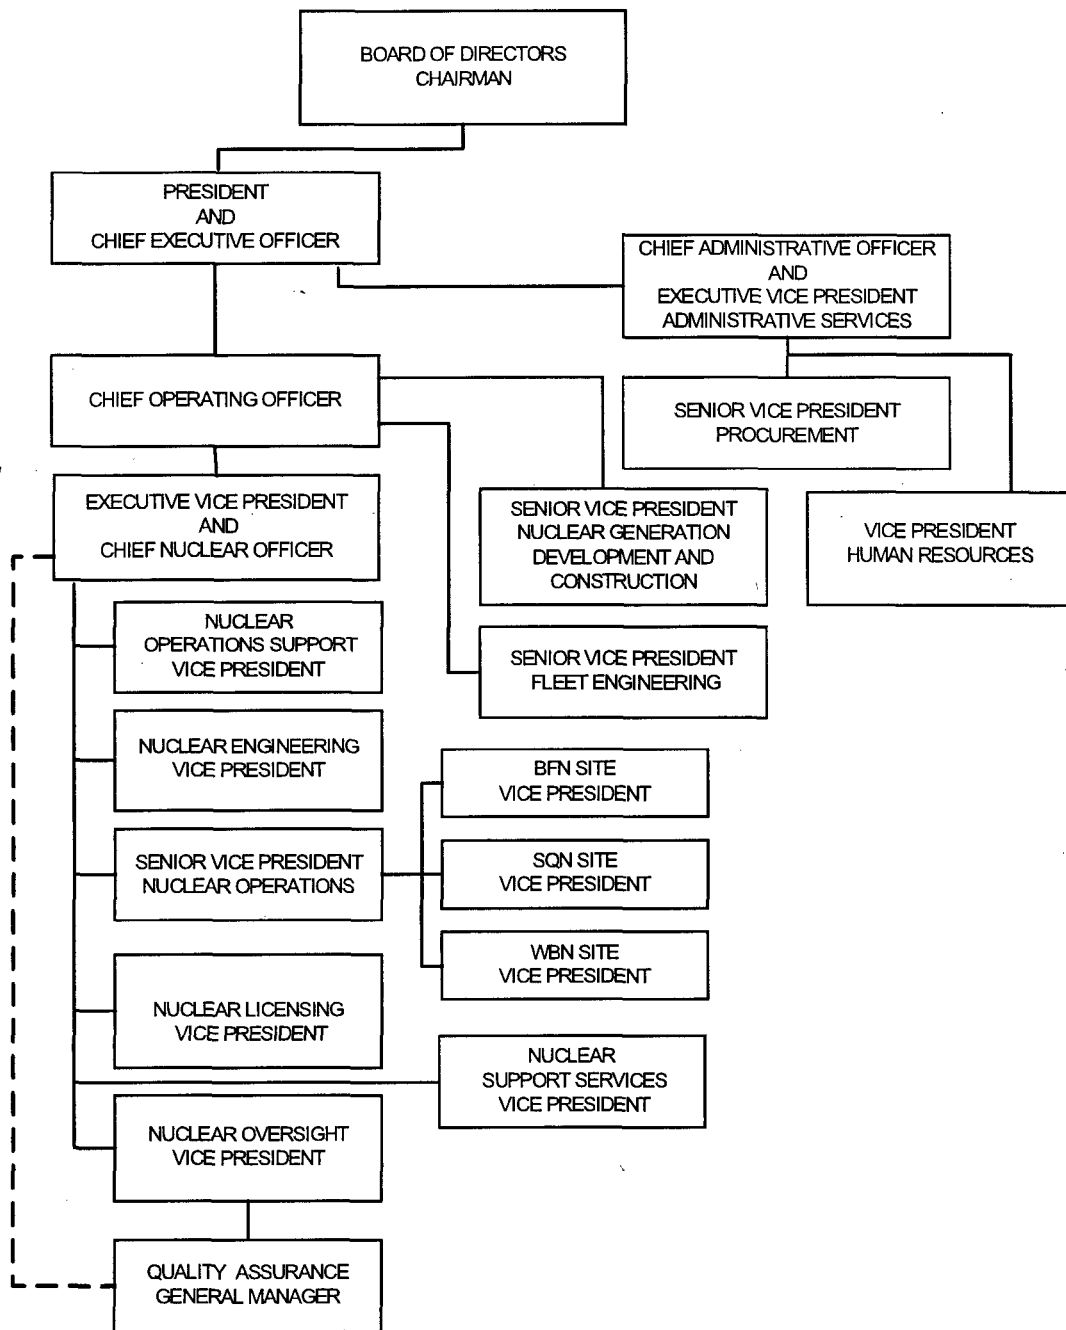 BOARD OF DIRECTORS
CHAIRMAN
PRESIDENT
AND
CHIEF EXECUTIVE OFFICER
CHIEF ADMINISTRATIVE OFFICER
AND
EXECUTIVE VICE PRESIDENT
ADMINISTRATIVE SERVICES
CHIEF OPERATING OFFICER
SENIOR VICE PRESIDENT
PROCUREMENT
EXECUTIVE VICE PRESIDENT
AND
CHIEF NUCLEAR OFFICER
SENIOR VICE PRESIDENT
NUCLEAR GENERATION
DEVELOPMENT AND
CONSTRUCTION
VICE PRESIDENT
HUMAN RESOURCES
NUCLEAR
OPERATIONS SUPPORT
VICE PRESIDENT
SENIOR VICE PRESIDENT
FLEET ENGINEERING
NUCLEAR ENGINEERING
VICE PRESIDENT
BFN SITE
VICE PRESIDENT
SENIOR VICE PRESIDENT
NUCLEAR OPERATIONS
SQN SITE
VICE PRESIDENT
WBN SITE
VICE PRESIDENT
NUCLEAR LICENSING
VICE PRESIDENT
NUCLEAR
SUPPORT SERVICES
VICE PRESIDENT
NUCLEAR OVERSIGHT
VICE PRESIDENT
QUALITY ASSURANCE
GENERAL MANAGER